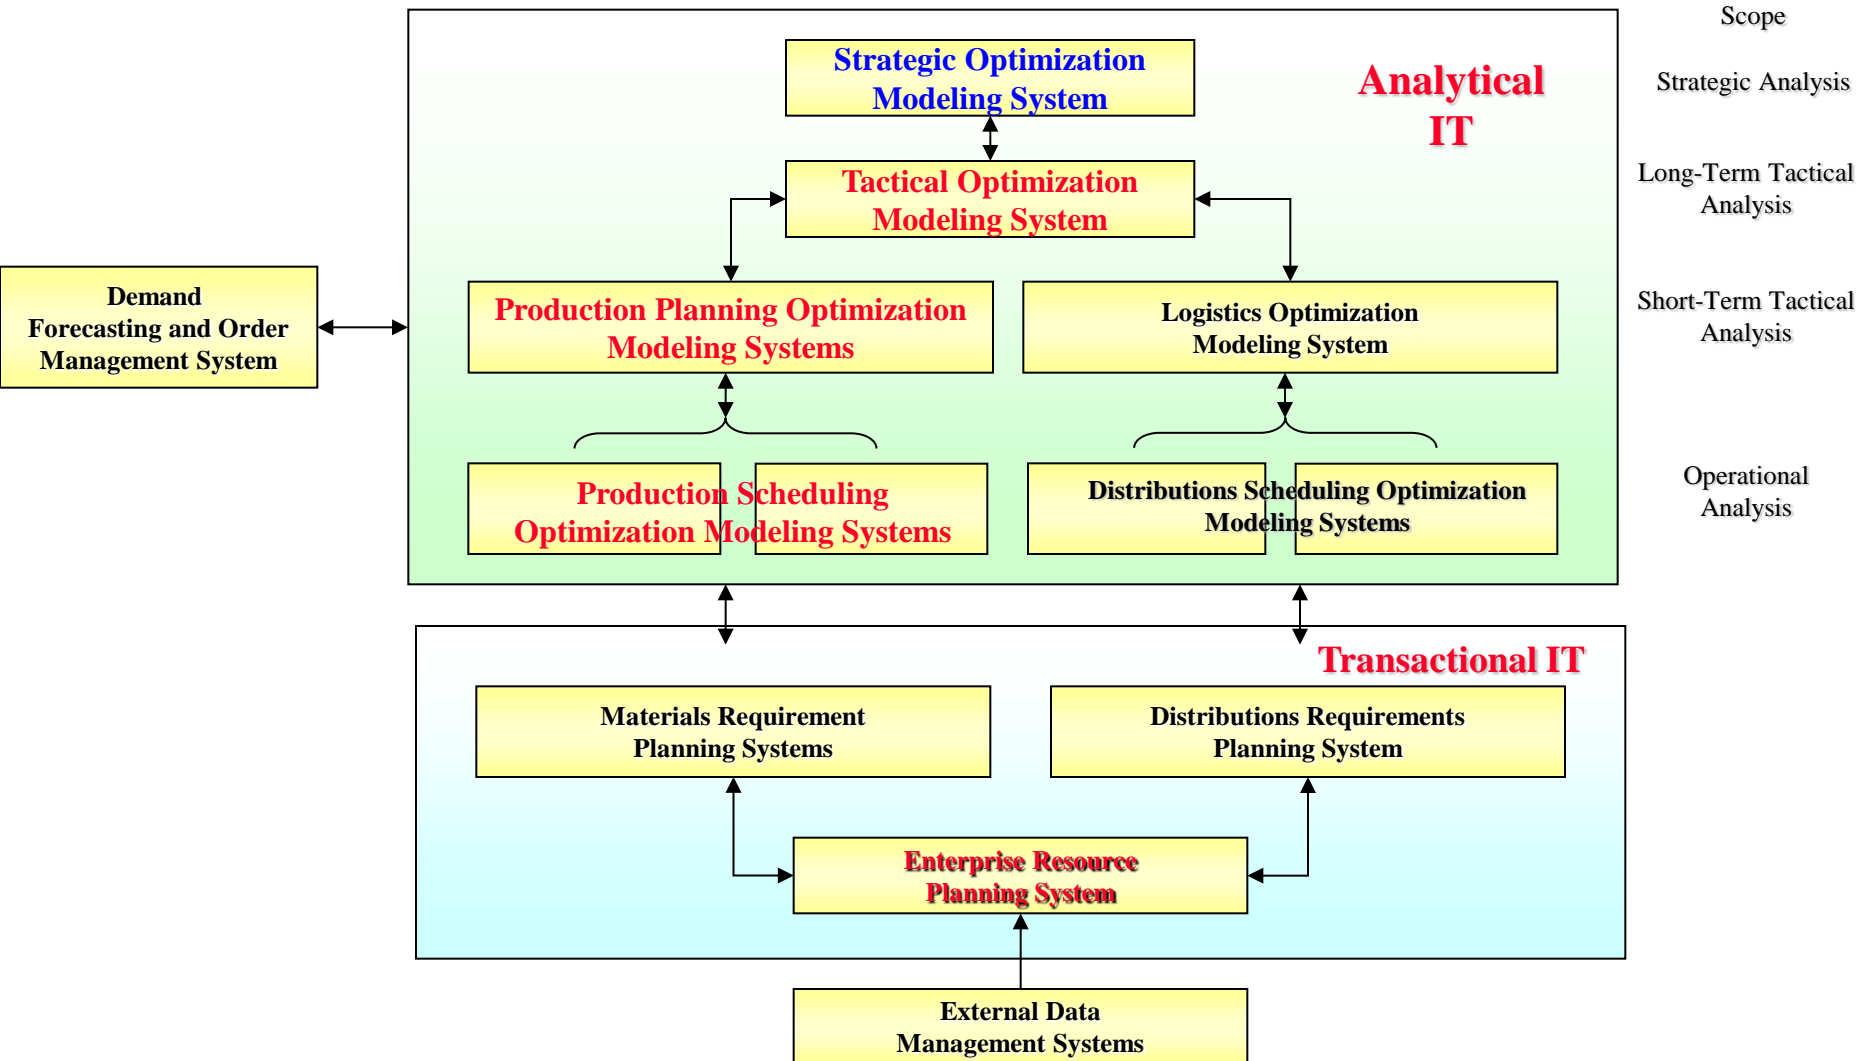 Scope
Strategic Optimization
Modeling System
Analytical
IT
Strategic Analysis
Tactical Optimization
Modeling System
Long-Term Tactical
Analysis
Demand
Forecasting and Order
Management System
Production Planning Optimization
Modeling Systems
Logistics Optimization
Modeling System
Short-Term Tactical
Analysis
Production Scheduling
Optimization Modeling Systems
Distributions Scheduling Optimization
Modeling Systems
Operational
Analysis
Transactional IT
Materials Requirement
Planning Systems
Distributions Requirements
Planning System
Enterprise Resource
Planning System
External Data
Management Systems